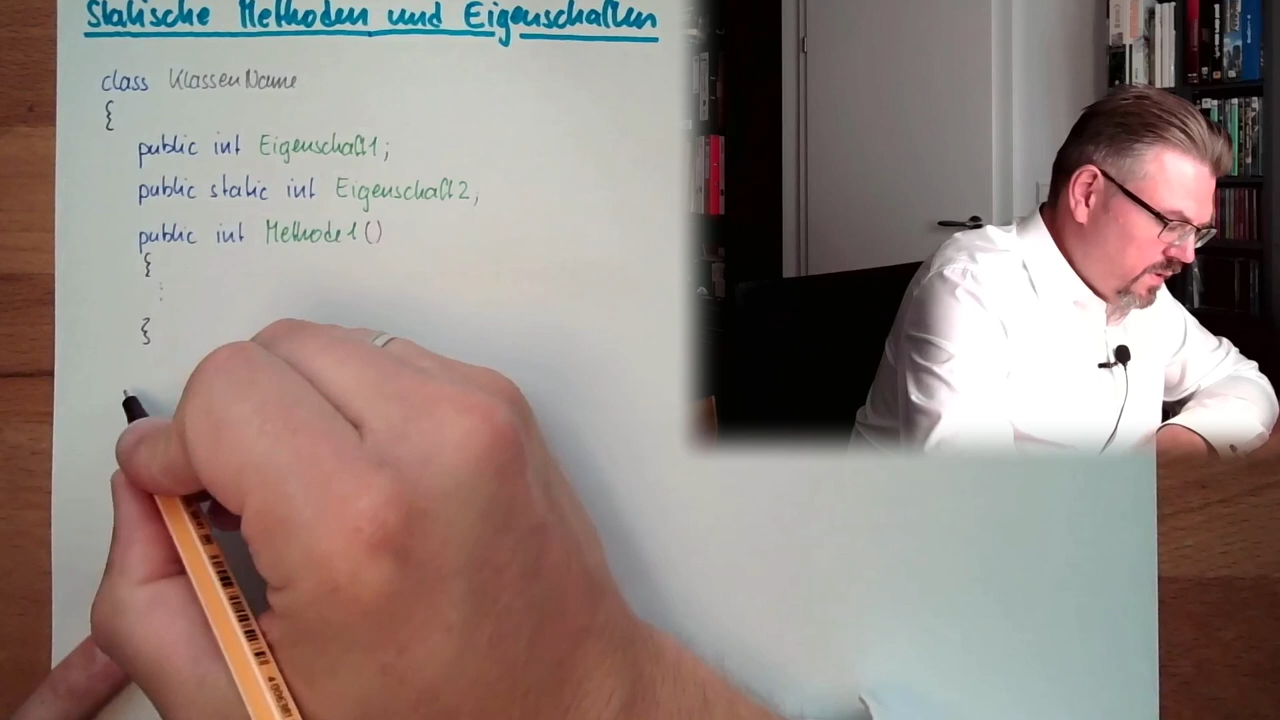 Statische Methoden und Eigenschaften
class KlassenName
{
public int Eigenschaft1;
public static int Eigenschaft2;
public int Methode1()
{
:
}